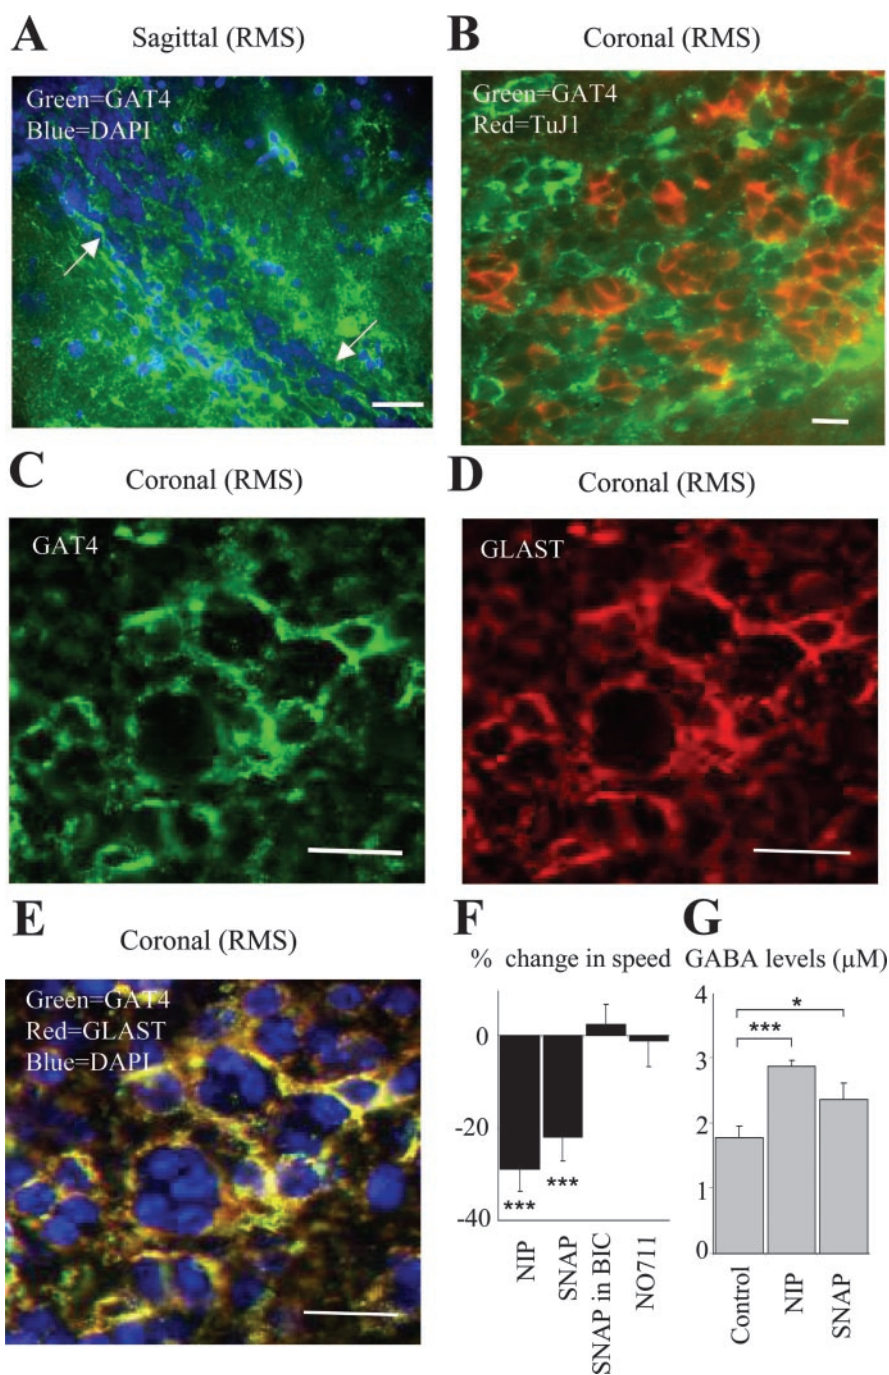 A
Sagittal (RMS)
Green=GAT4
Blue=DAPI
B
Coronal (RMS)
Green=GAT4
Red=TuJ1
C
Coronal (RMS)
GAT4
D
Coronal (RMS)
GLAST
E
Coronal (RMS)
Green=GAT4
Red=GLAST
Blue=DAPI
F
% change in speed
0
-20
-40
***
***
NIP
SNAP
SNAP in BIC
NO711
G
GABA levels (µM)
4
3
2
1
0
*
***
Control
NIP
SNAP